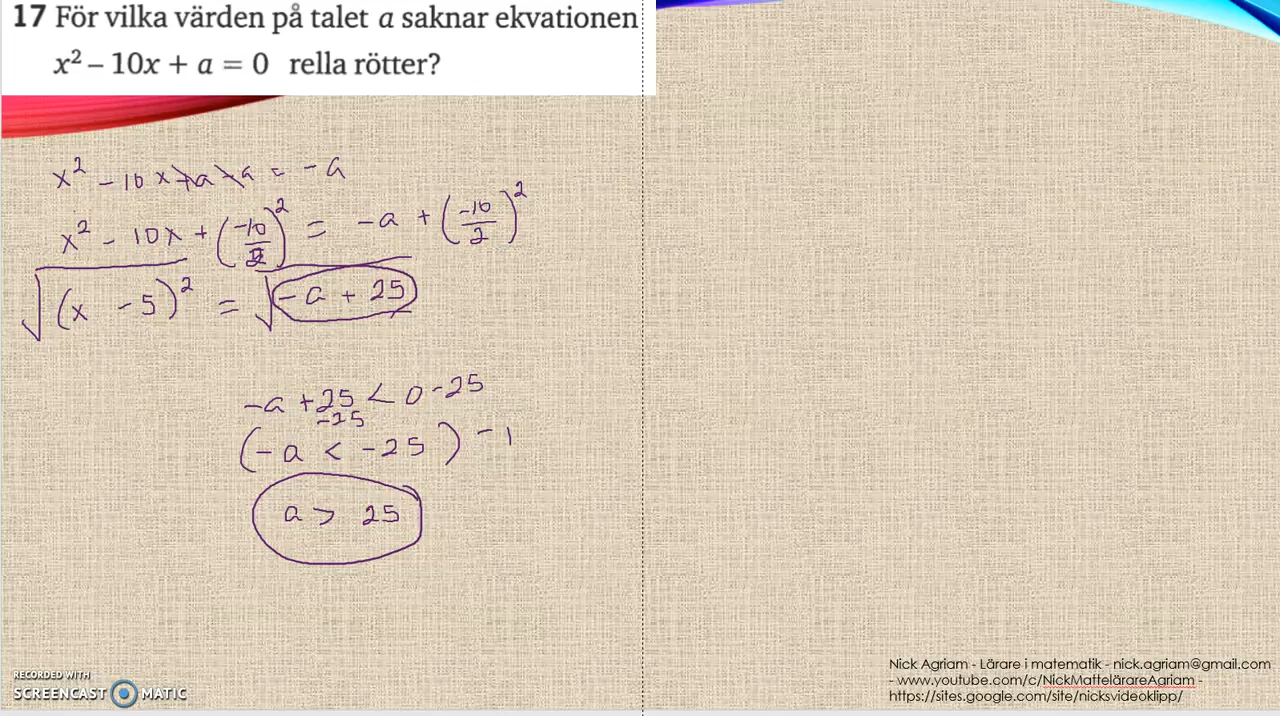 17 För vilka värden på talet a saknar ekvationen
x² – 10x + a = 0 rella rötter?
x² - 10x + a - a = -a
x² - 10x + (-10/2)² = -a + (-10/2)²
√(x - 5)² = √-a + 25
-a + 25 < 0 - 25
-25
(-a < -25) -1
a > 25
RECORDED WITH
SCREENCAST MATIC
Nick Agriam - Lärare i matematik - nick.agriam@gmail.com
- www.youtube.com/c/NickMattelärareAgriam -
https://sites.google.com/site/nicksvideoklipp/